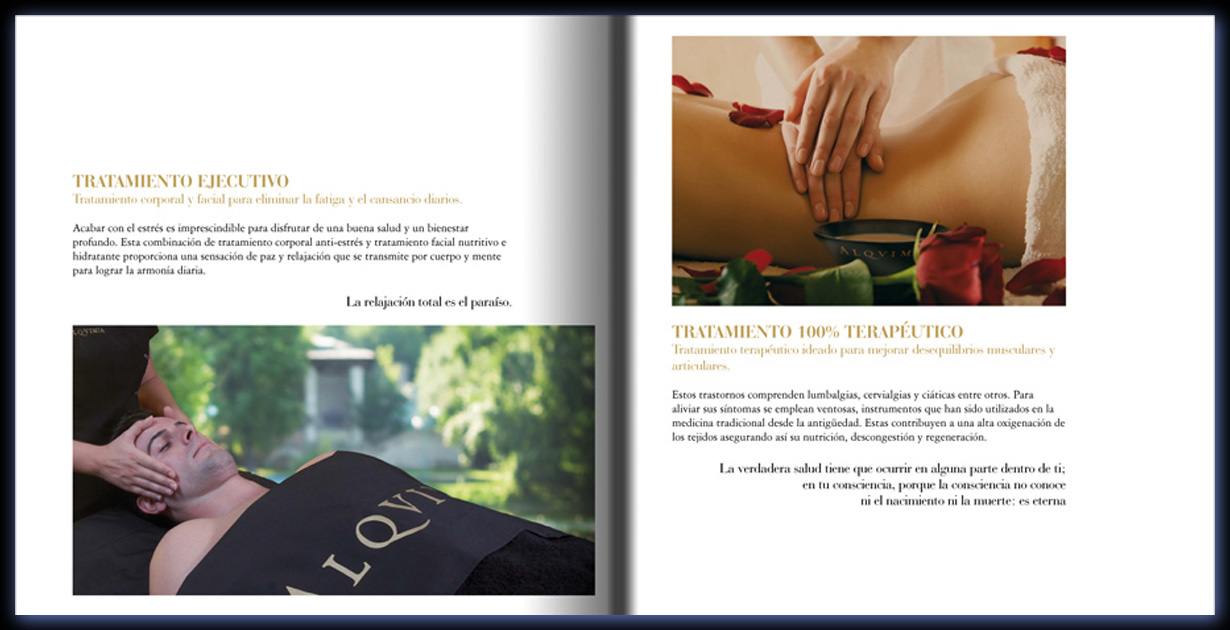 TRATAMIENTO EJECUTIVO
Tratamiento corporal y facial para eliminar la fatiga y el cansancio diarios.
Acabar con el estrés es imprescindible para disfrutar de una buena salud y un bienestar
profundo. Esta combinación de tratamiento corporal anti-estrés y tratamiento facial nutritivo e
hidratante proporciona una sensación de paz y relajación que se transmite por cuerpo y mente
para lograr la armonía diaria.
La relajación total es el paraíso.
ALQVIMIA
ALQVI
ALQVIM
TRATAMIENTO 100% TERAPÉUTICO
Tratamiento terapéutico ideado para mejorar desequilibrios musculares y
articulares.
Estos trastornos comprenden lumbalgias, cervialgias y ciáticas entre otros. Para
aliviar sus síntomas se emplean ventosas, instrumentos que han sido utilizados en la
medicina tradicional desde la antigüedad. Estas contribuyen a una alta oxigenación de
los tejidos asegurando así su nutrición, descongestión y regeneración.
La verdadera salud tiene que ocurrir en alguna parte dentro de ti;
en tu consciencia, porque la consciencia no conoce
ni el nacimiento ni la muerte: es eterna